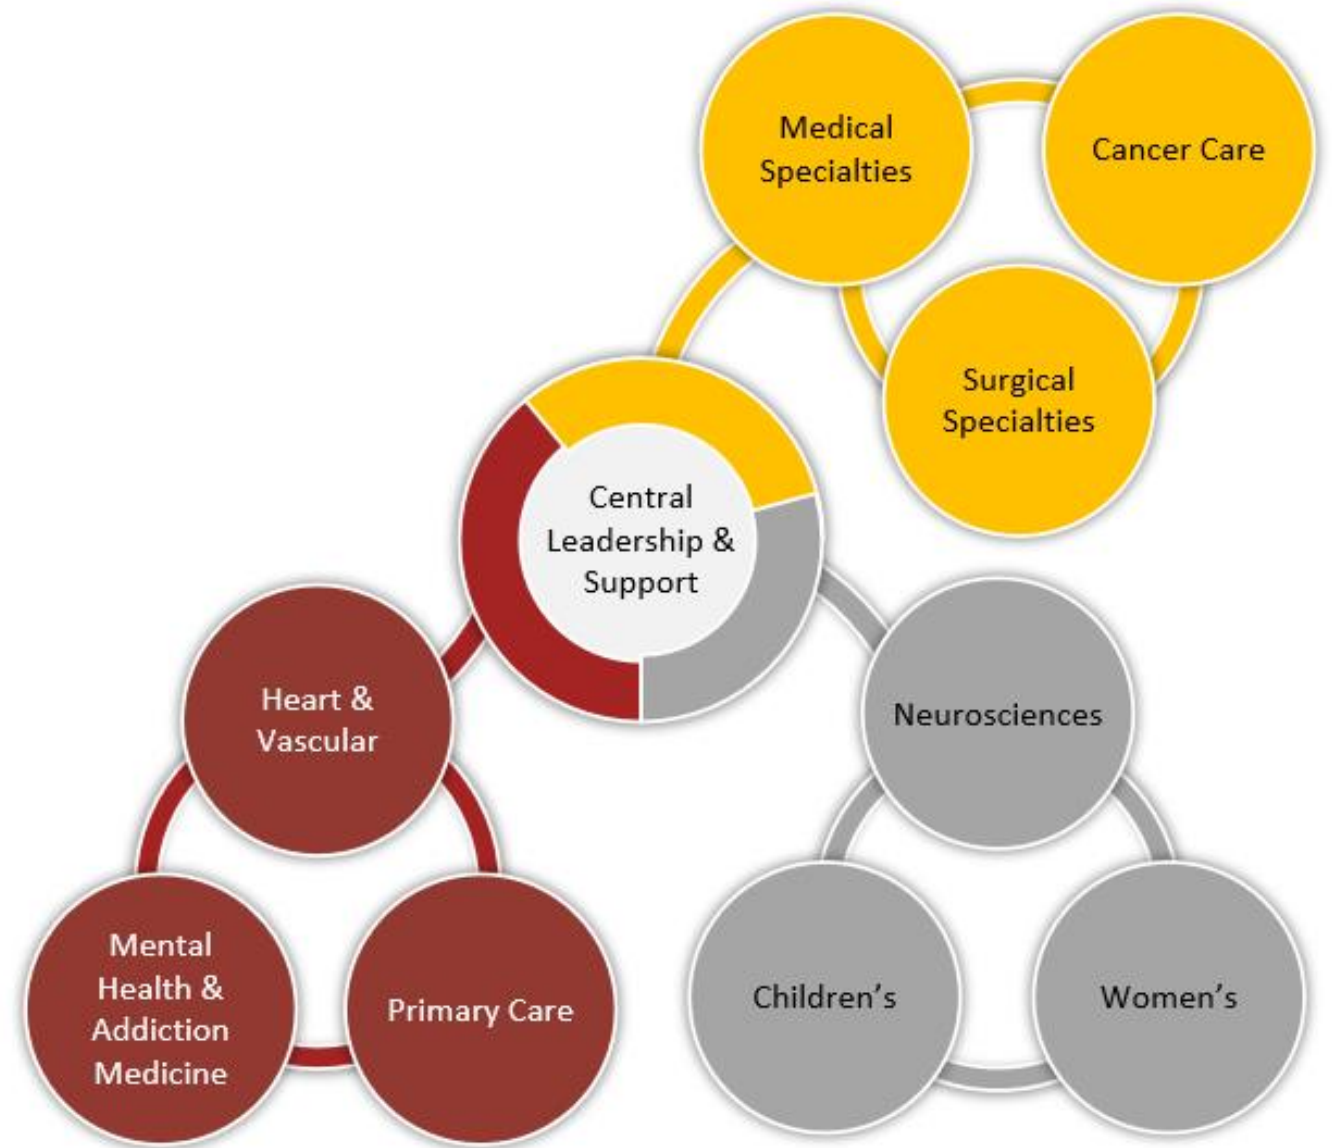 Medical
Specialties
Cancer Care
Surgical
Specialties
Central
Leadership &
Support
Heart &
Vascular
Neurosciences
Mental
Health &
Addiction
Medicine
Primary Care
Children’s
Women’s